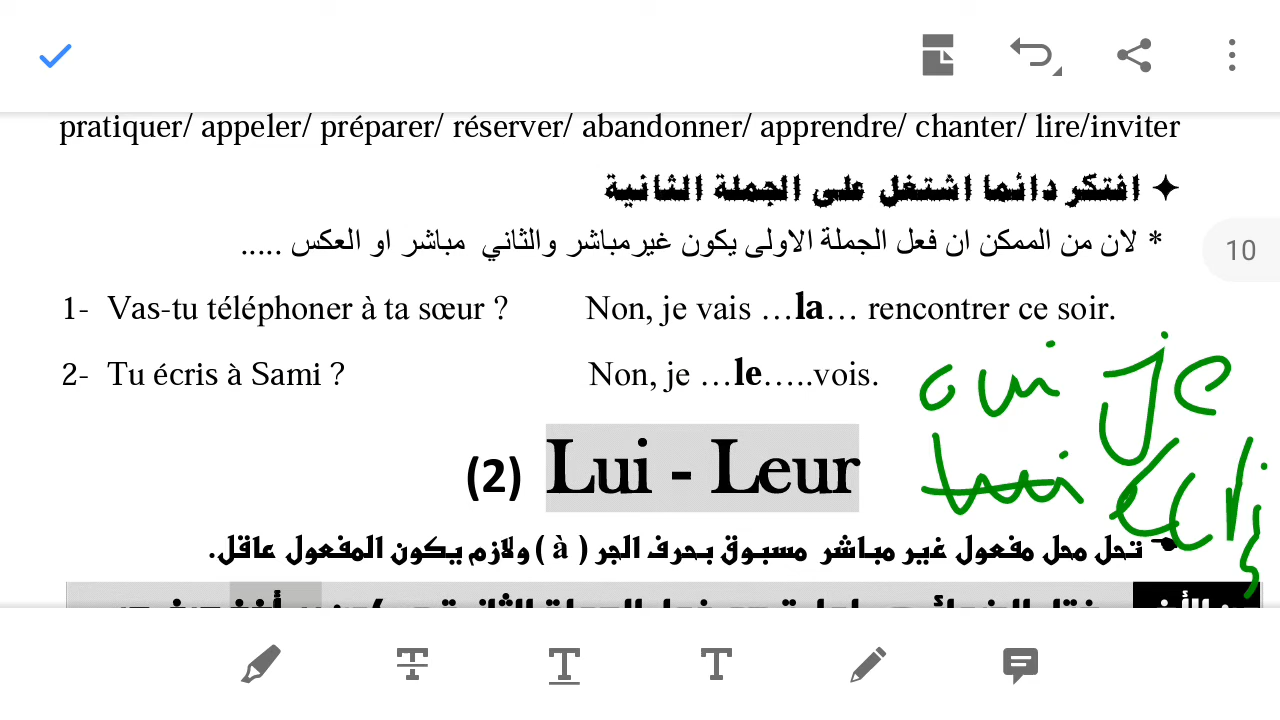 pratiquer/ appeler/ préparer/ réserver/ abandonner/ apprendre/ chanter/ lire/inviter
✦ افتكر دائما اشتغل على الجملة الثانية
* لان من الممكن ان فعل الجملة الاولى يكون غيرمباشر والثاني مباشر او العكس .....
10
1- Vas-tu téléphoner à ta sœur ? Non, je vais …la… rencontrer ce soir.
2- Tu écris à Sami ? Non, je …le…..vois.
oui je
lui écris
(2) Lui - Leur
تحل محل مفعول غير مباشر مسبوق بحرف الجر ( à ) ولازم يكون المفعول عاقل.